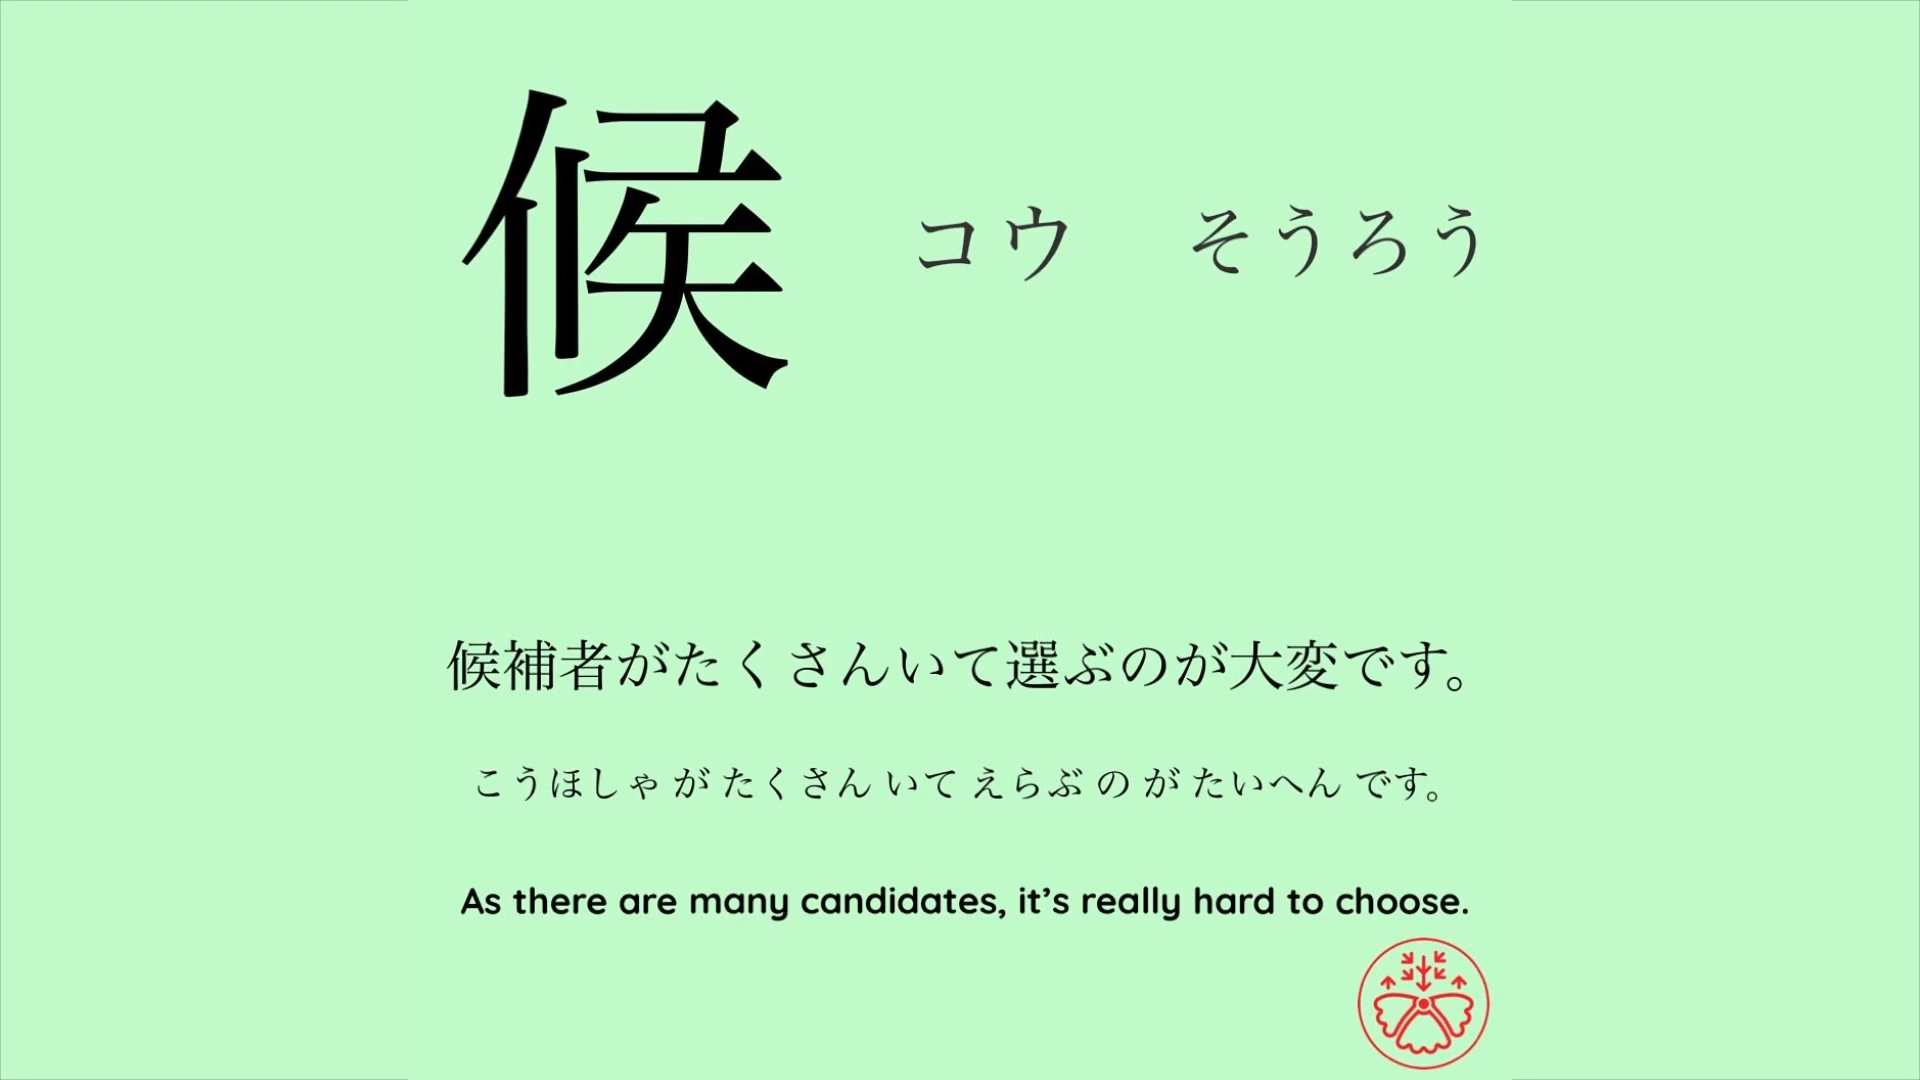 候 コウ そうろう
候補者がたくさんいて選ぶのが大変です。
こうほしゃ が たくさん いて えらぶ の が たいへん です。
As there are many candidates, it’s really hard to choose.